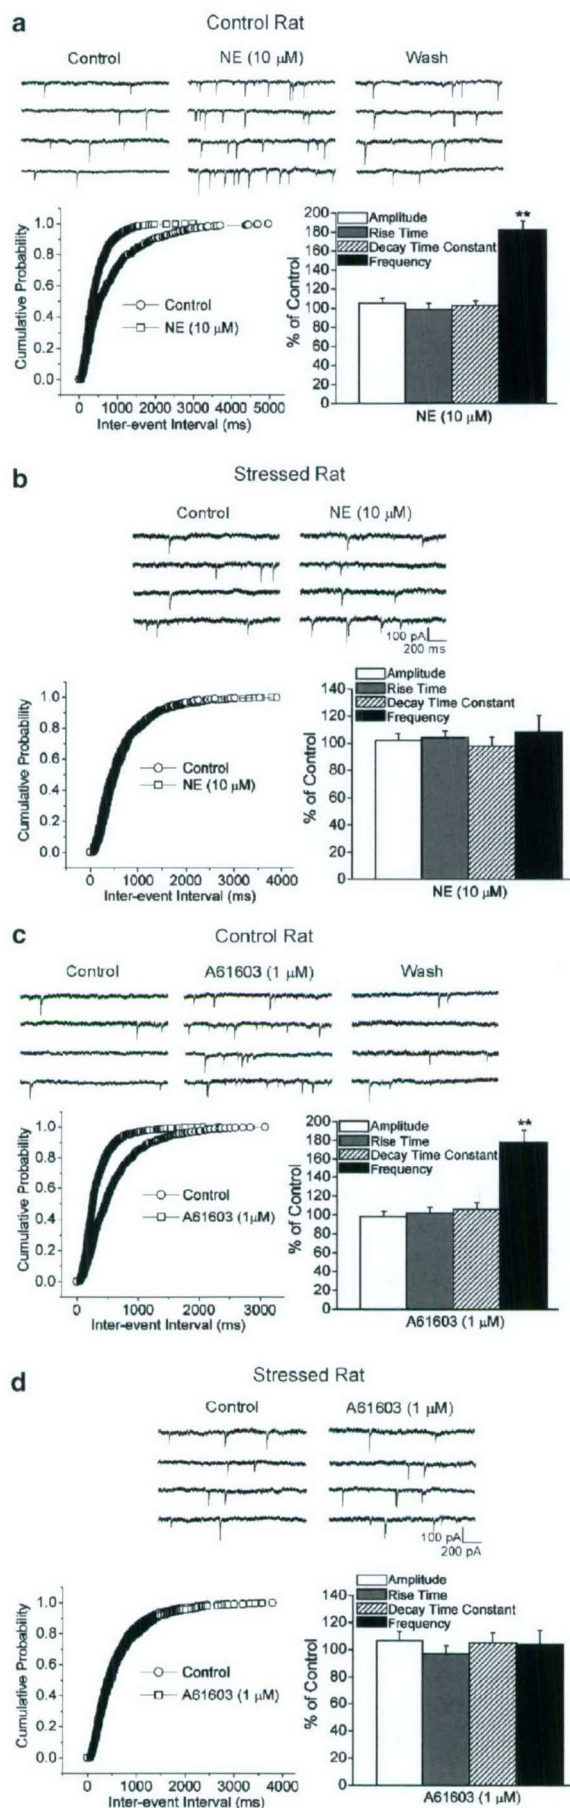 a
Control Rat
Control NE (10 μM) Wash
1.0
0.8
0.6
0.4
0.2
0.0
Cumulative Probability
Control
NE (10 μM)
0 1000 2000 3000 4000 5000
Inter-event Interval (ms)
200
180
160
140
120
100
80
60
40
20
0
% of Control
Amplitude
Rise Time
Decay Time Constant
Frequency
**
NE (10 μM)
b
Stressed Rat
Control NE (10 μM)
100 pA
200 ms
1.0
0.8
0.6
0.4
0.2
0.0
Cumulative Probability
Control
NE (10 μM)
0 1000 2000 3000 4000
Inter-event Interval (ms)
140
120
100
80
60
40
20
0
% of Control
Amplitude
Rise Time
Decay Time Constant
Frequency
NE (10 μM)
c
Control Rat
Control A61603 (1 μM) Wash
1.0
0.8
0.6
0.4
0.2
0.0
Cumulative Probability
Control
A61603 (1μM)
0 1000 2000 3000
Inter-event Interval (ms)
200
180
160
140
120
100
80
60
40
20
0
% of Control
Amplitude
Rise Time
Decay Time Constant
Frequency
**
A61603 (1 μM)
d
Stressed Rat
Control A61603 (1 μM)
100 pA
200 pA
1.0
0.8
0.6
0.4
0.2
0.0
Cumulative Probability
Control
A61603 (1 μM)
0 1000 2000 3000 4000
Inter-event Interval (ms)
140
120
100
80
60
40
20
0
% of Control
Amplitude
Rise Time
Decay Time Constant
Frequency
A61603 (1 μM)